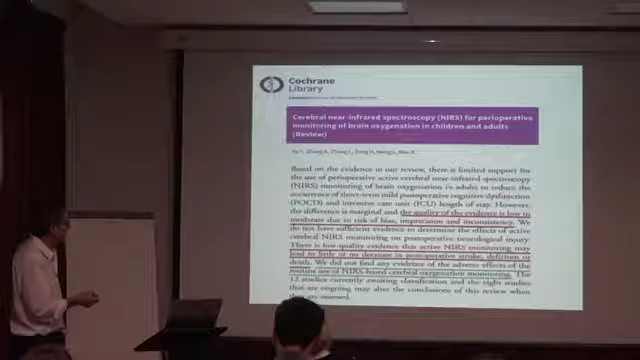 Cochrane
Library
Cerebral near-infrared spectroscopy (NIRS) for perioperative
monitoring of brain oxygenation in children and adults
(Review)
Based on the evidence in our review, there is limited support for
the use of perioperative active cerebral near-infrared spectroscopy
(NIRS) monitoring of brain oxygenation in adults to reduce the
occurrence of short-term mild postoperative cognitive dysfunction
(POCD) and intensive care unit (ICU) length of stay. However,
the difference is marginal and the quality of the evidence is low to
moderate due to risk of bias, imprecision and inconsistency. We
do not have sufficient evidence to determine the effects of active
cerebral NIRS monitoring on postoperative neurological injury.
There is low-quality evidence that active NIRS monitoring may
lead to little or no decrease in postoperative stroke, delirium or
death. We did not find any evidence of the adverse effects of the
routine use of NIRS-based cerebral oxygenation monitoring. The
12 studies currently awaiting classification and the eight studies
that are ongoing may alter the conclusions of this review when
they are assessed.